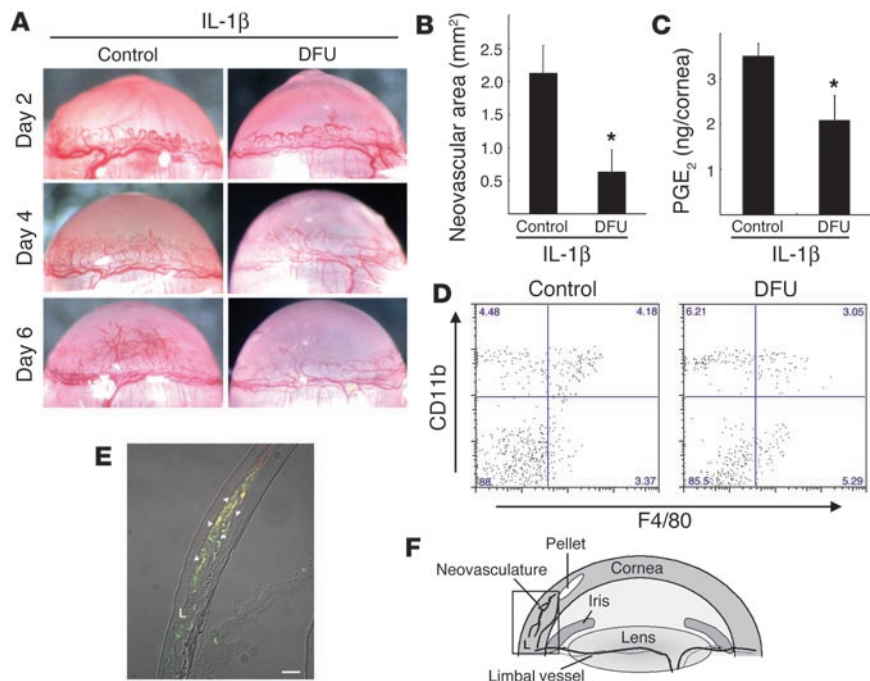 A
IL-1β
Control DFU
Day 2
Day 4
Day 6
B
Neovascular area (mm²)
2.5
2.0
1.5
1.0
0.5
*
Control DFU
IL-1β
C
PGE₂ (ng/cornea)
3
2
1
*
Control DFU
IL-1β
D
Control DFU
CD11b
4.48 4.18
88 3.37
6.21 3.05
85.5 5.29
F4/80
E
L
F
Pellet
Neovasculature
Cornea
Iris
L
Lens
Limbal vessel